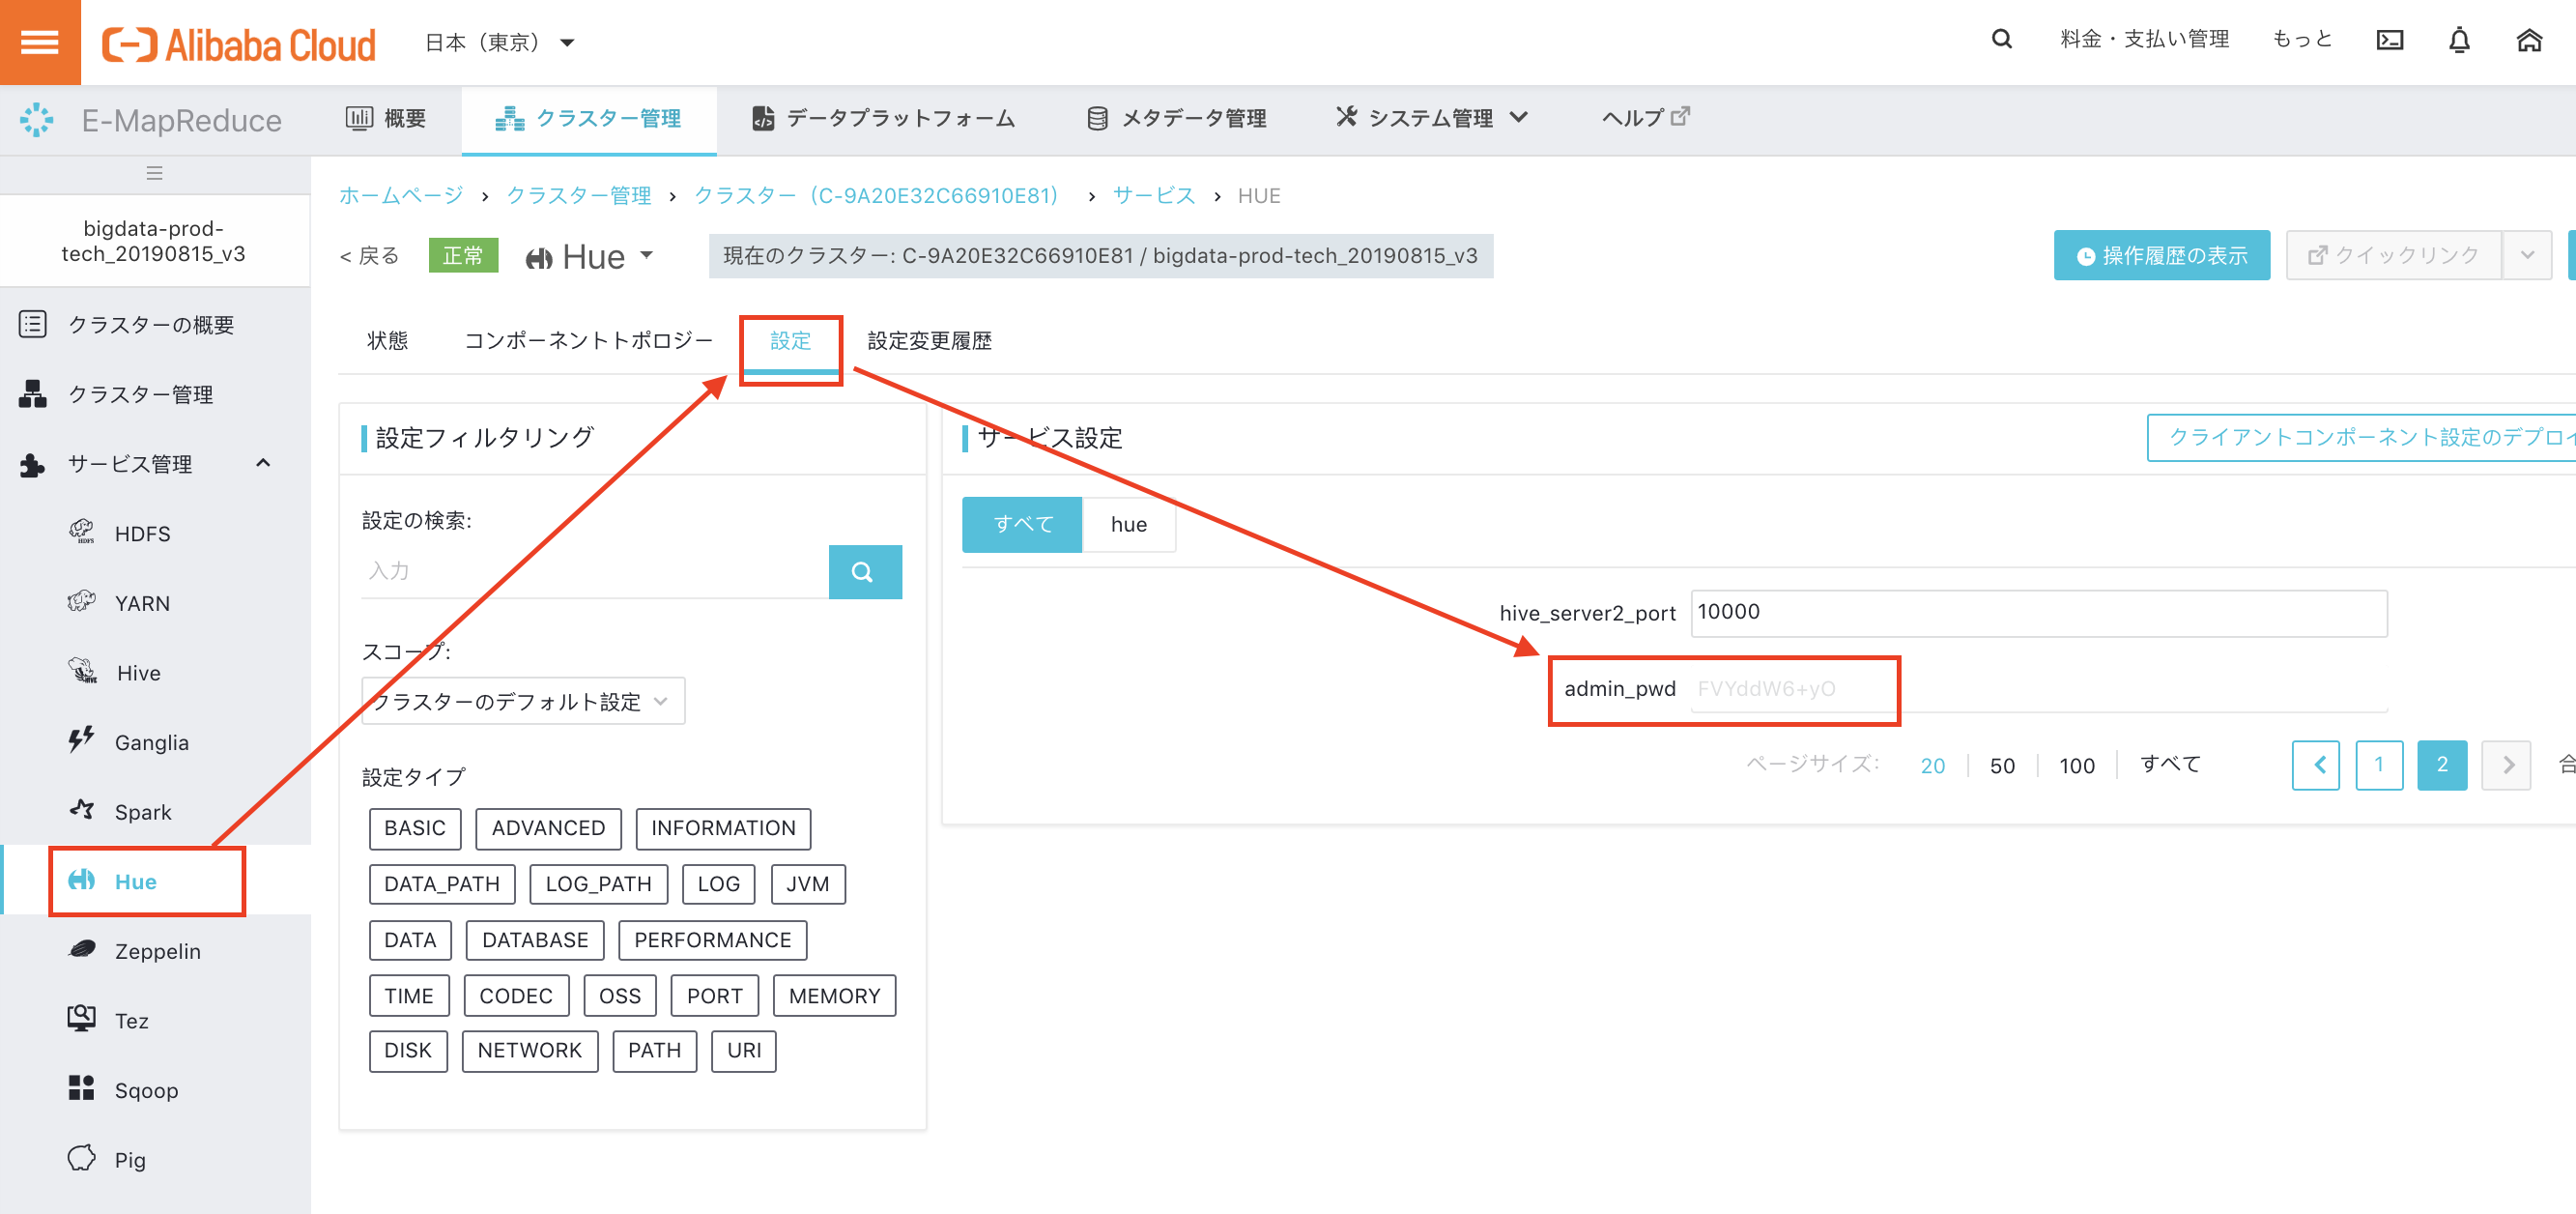 Alibaba Cloud 日本（東京）
料金・支払い管理 もっと
E-MapReduce 概要 クラスター管理 データプラットフォーム メタデータ管理 システム管理 ヘルプ
bigdata-prod-
tech_20190815_v3
クラスターの概要
クラスター管理
サービス管理
HDFS
YARN
Hive
Ganglia
Spark
Hue
Zeppelin
Tez
Sqoop
Pig
ホームページ › クラスター管理 › クラスター（C-9A20E32C66910E81） › サービス › HUE
< 戻る 正常 Hue 現在のクラスター: C-9A20E32C66910E81 / bigdata-prod-tech_20190815_v3
操作履歴の表示 クイックリンク
状態 コンポーネントトポロジー 設定 設定変更履歴
設定フィルタリング
設定の検索:
入力
スコープ:
クラスターのデフォルト設定
設定タイプ
BASIC ADVANCED INFORMATION
DATA_PATH LOG_PATH LOG JVM
DATA DATABASE PERFORMANCE
TIME CODEC OSS PORT MEMORY
DISK NETWORK PATH URI
サービス設定
クライアントコンポーネント設定のデプロイ
すべて hue
hive_server2_port 10000
admin_pwd FVYddW6+yO
ページサイズ: 20 50 100 すべて 1 2 合